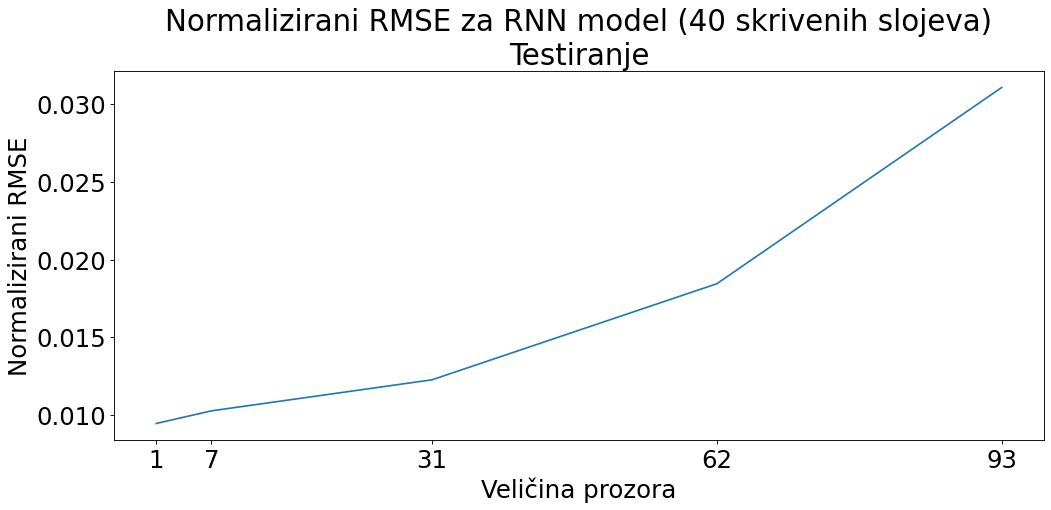 Normalizirani RMSE za RNN model (40 skrivenih slojeva)
Testiranje
Normalizirani RMSE
0.030
0.025
0.020
0.015
0.010
1 7 31 62 93
Veličina prozora